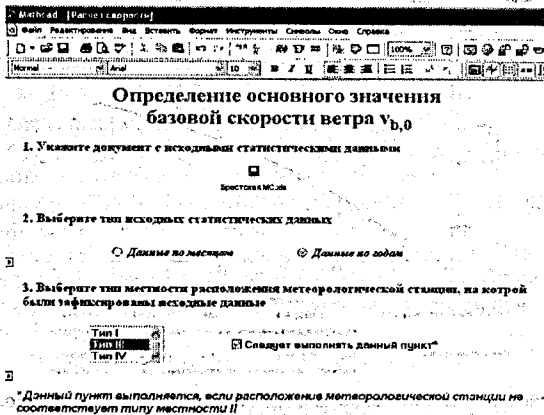 Mathcad - [Расчет скорости]
Файл Редактирование Вид Вставить Формат Инструменты Символы Окно Справка
100%
Normal Arial 10
Определение основного значения
базовой скорости ветра vb,0
1. Укажите документ с исходными статистическими данными
Брестская МС.xls
2. Выберите тип исходных статистических данных
Данные по месяцам Данные по годам
3. Выберите тип местности расположения метеорологической станции, на котрой
были зафиксированы исходные данные
Тип I
Тип III
Тип IV
Следует выполнять данный пункт*
*Данный пункт выполняется, если расположение метеорологической станции не
соответствует типу местности II